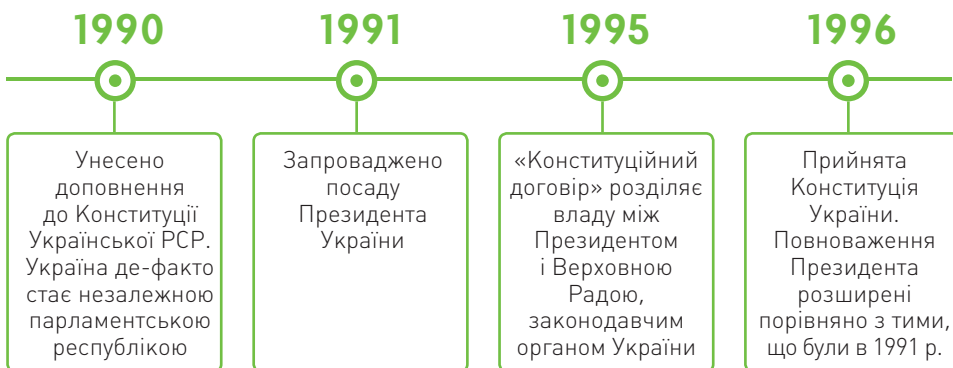 1990
Унесено
доповнення
до Конституції
Української РСР.
Україна де-факто
стає незалежною
парламентською
республікою
1991
Запроваджено
посаду
Президента
України
1995
«Конституційний
договір» розділяє
владу між
Президентом
і Верховною
Радою,
законодавчим
органом України
1996
Прийнята
Конституція
України.
Повноваження
Президента
розширені
порівняно з тими,
що були в 1991 р.